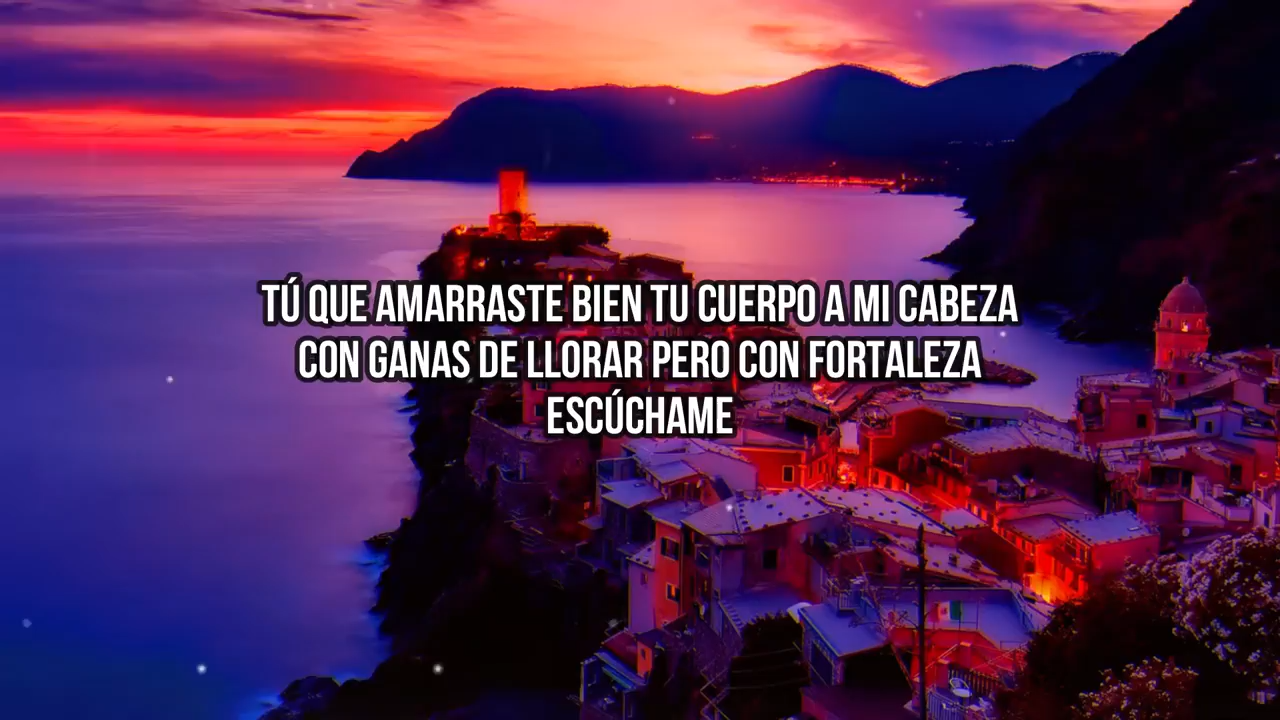 TÚ QUE AMARRASTE BIEN TU CUERPO A MI CABEZA
CON GANAS DE LLORAR PERO CON FORTALEZA
ESCÚCHAME